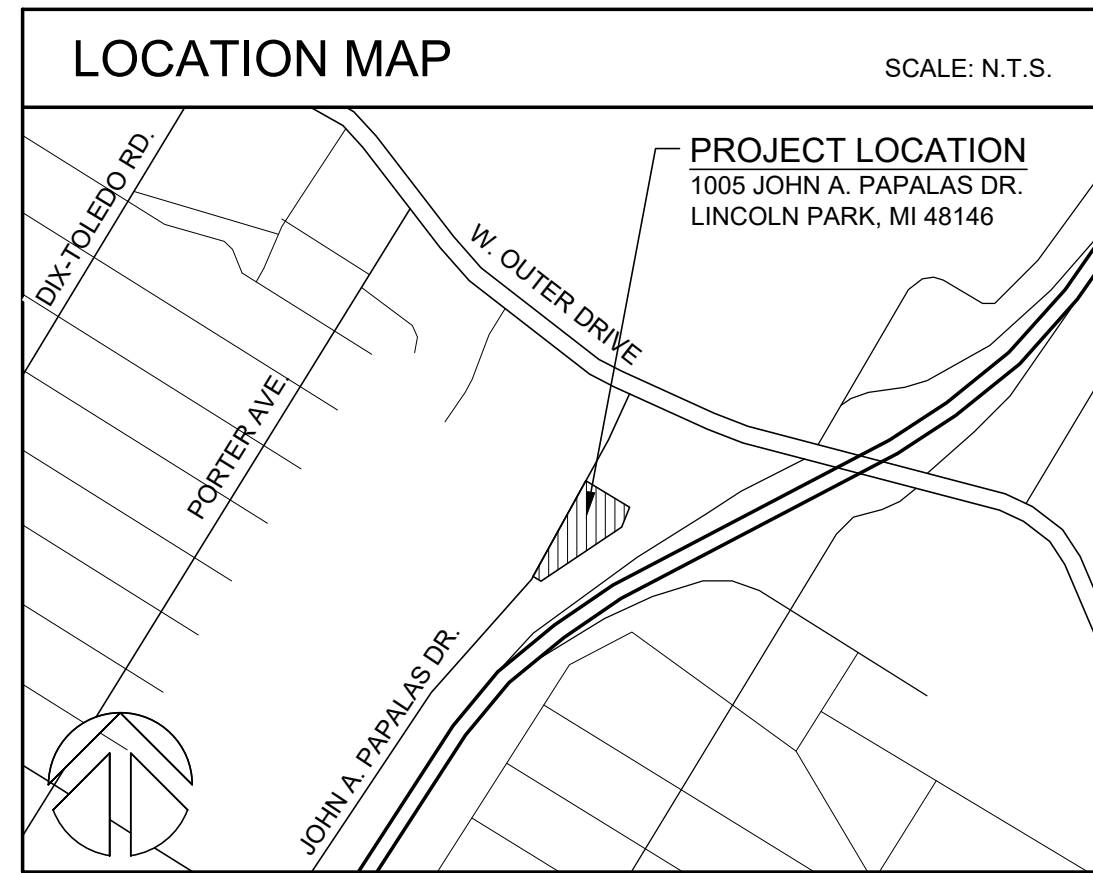 LOCATION MAP
SCALE: N.T.S.
PROJECT LOCATION
1005 JOHN A. PAPALAS DR.
LINCOLN PARK, MI 48146
DIX-TOLEDO RD.
W. OUTER DRIVE
PORTER AVE.
JOHN A. PAPALAS DR.